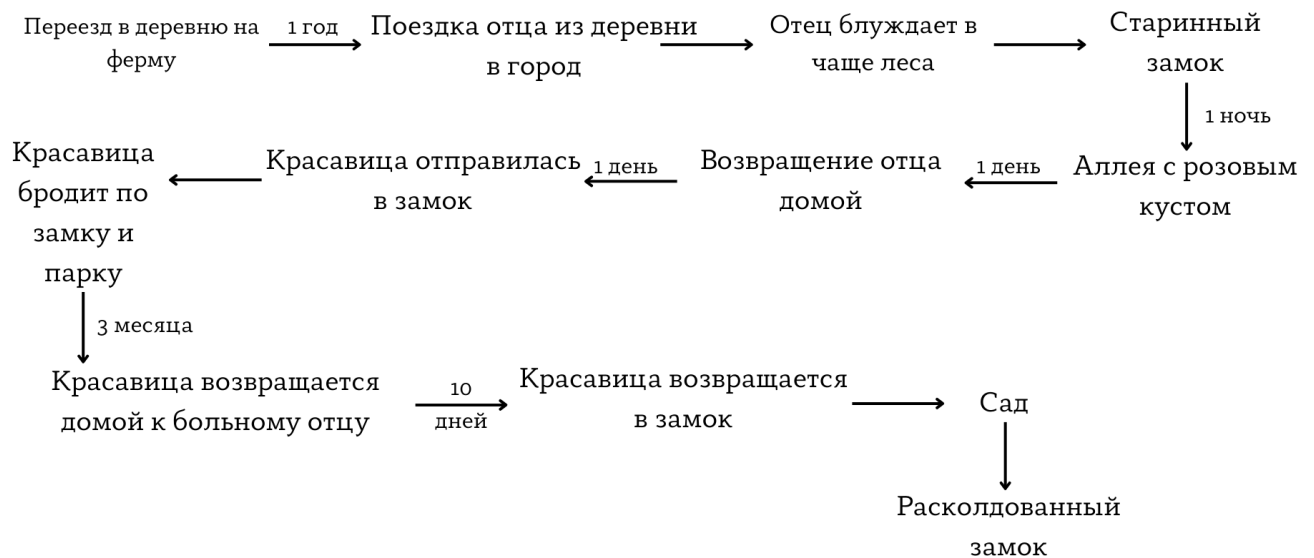 Переезд в деревню на
ферму
1 год
Поездка отца из деревни
в город
Отец блуждает в
чаще леса
Старинный
замок
1 ночь
Аллея с розовым
кустом
1 день
Возвращение отца
домой
1 день
Красавица отправилась
в замок
Красавица
бродит по
замку и
парку
3 месяца
Красавица возвращается
домой к больному отцу
10
дней
Красавица возвращается
в замок
Сад
Расколдованный
замок